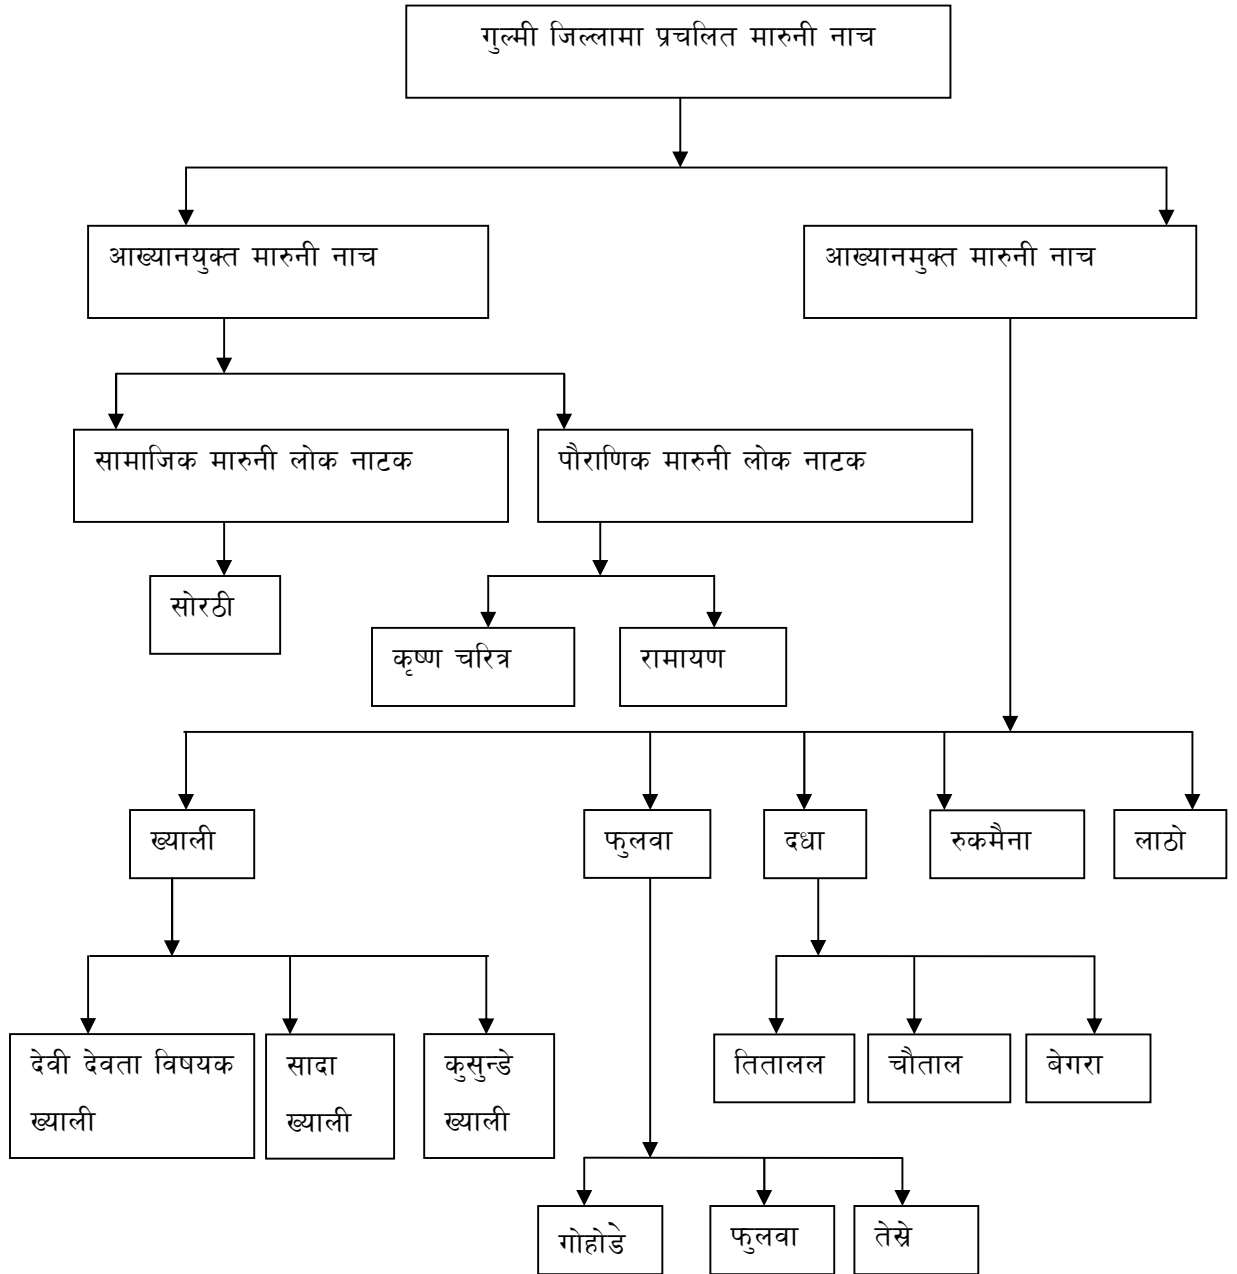 गुल्मी जिल्लामा प्रचलित मारुनी नाच
आख्यानयुक्त मारुनी नाच
आख्यानमुक्त मारुनी नाच
सामाजिक मारुनी लोक नाटक
पौराणिक मारुनी लोक नाटक
सोरठी
कृष्ण चरित्र
रामायण
ख्याली
फुलवा
दधा
रुकमैना
लाठो
देवी देवता विषयक
ख्याली
सादा
ख्याली
कुसुन्डे
ख्याली
तितालल
चौताल
बेगरा
गोहोडे
फुलवा
तेस्रे